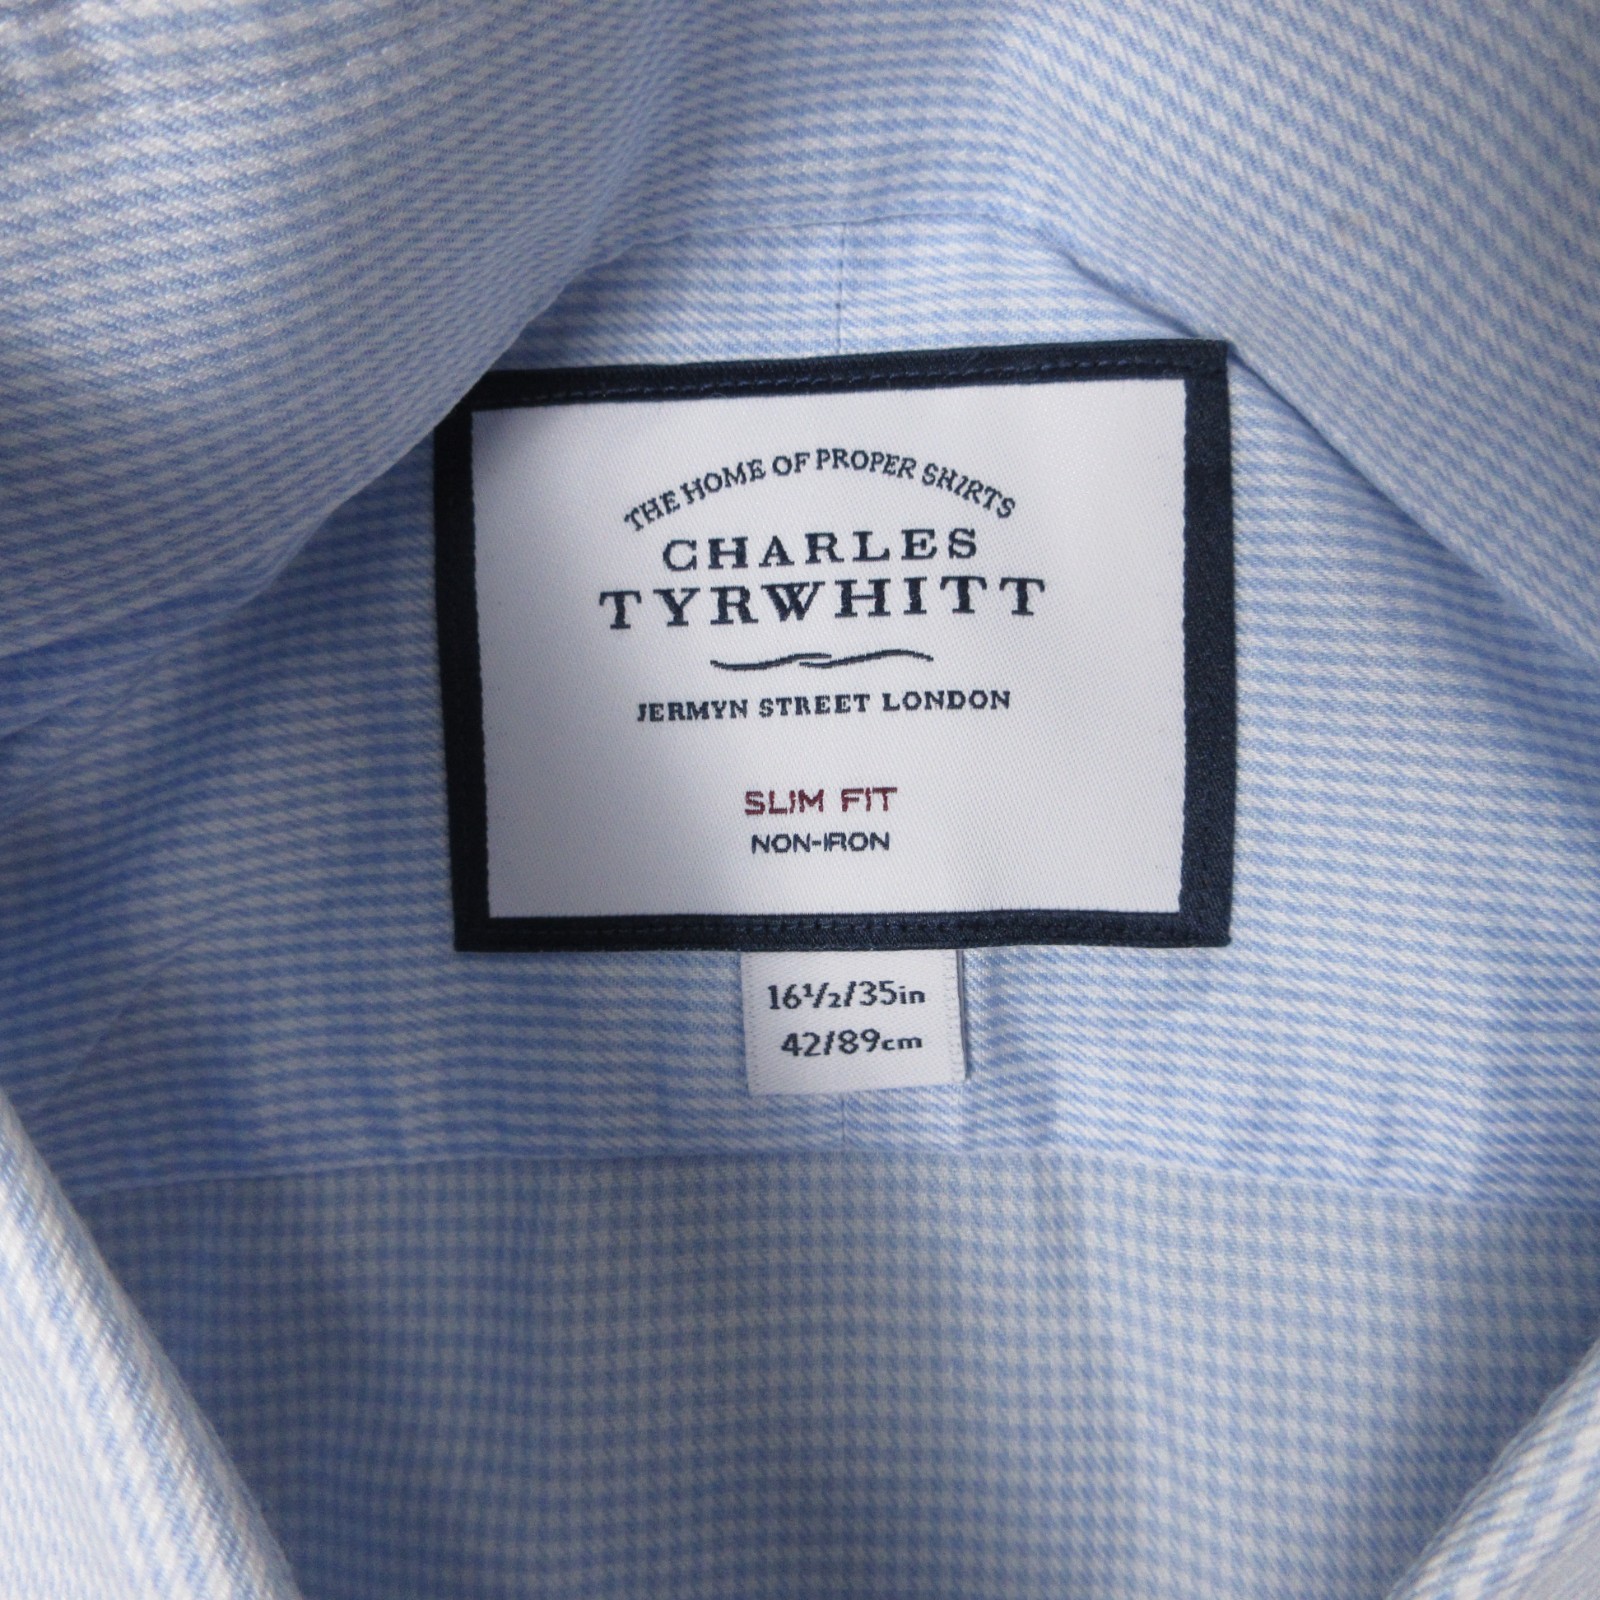 THE HOME OF PROPER SHIRTS
CHARLES
TYRWHITT
JERMYN STREET LONDON
SLIM FIT
NON-IRON
16½/35in
42/89cm